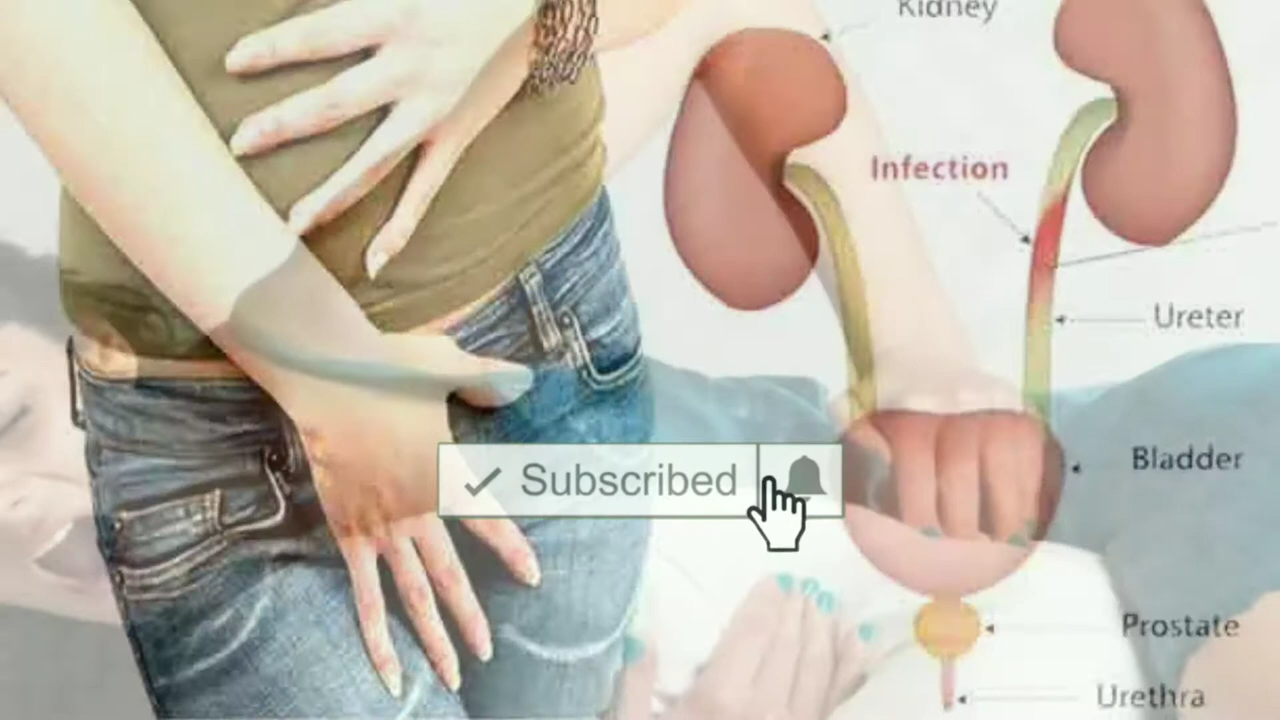 Kidney
Infection
Ureter
Bladder
Subscribed
Prostate
Urethra